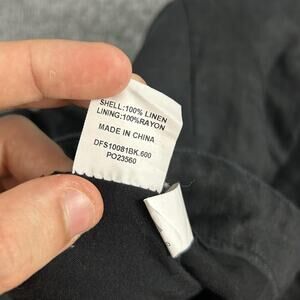 SHELL:100% LINEN
LINING:100%RAYON
MADE IN CHINA
DFS10081BK.600
PO23560